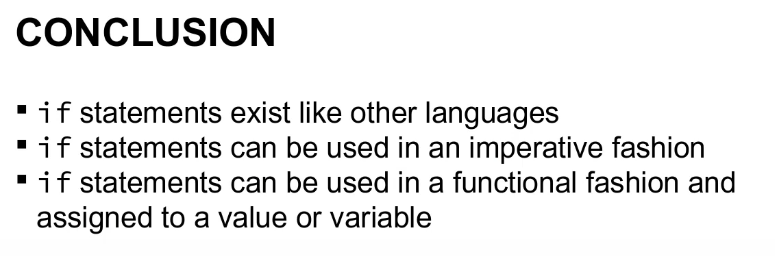 CONCLUSION
▪ if statements exist like other languages
▪ if statements can be used in an imperative fashion
▪ if statements can be used in a functional fashion and
assigned to a value or variable